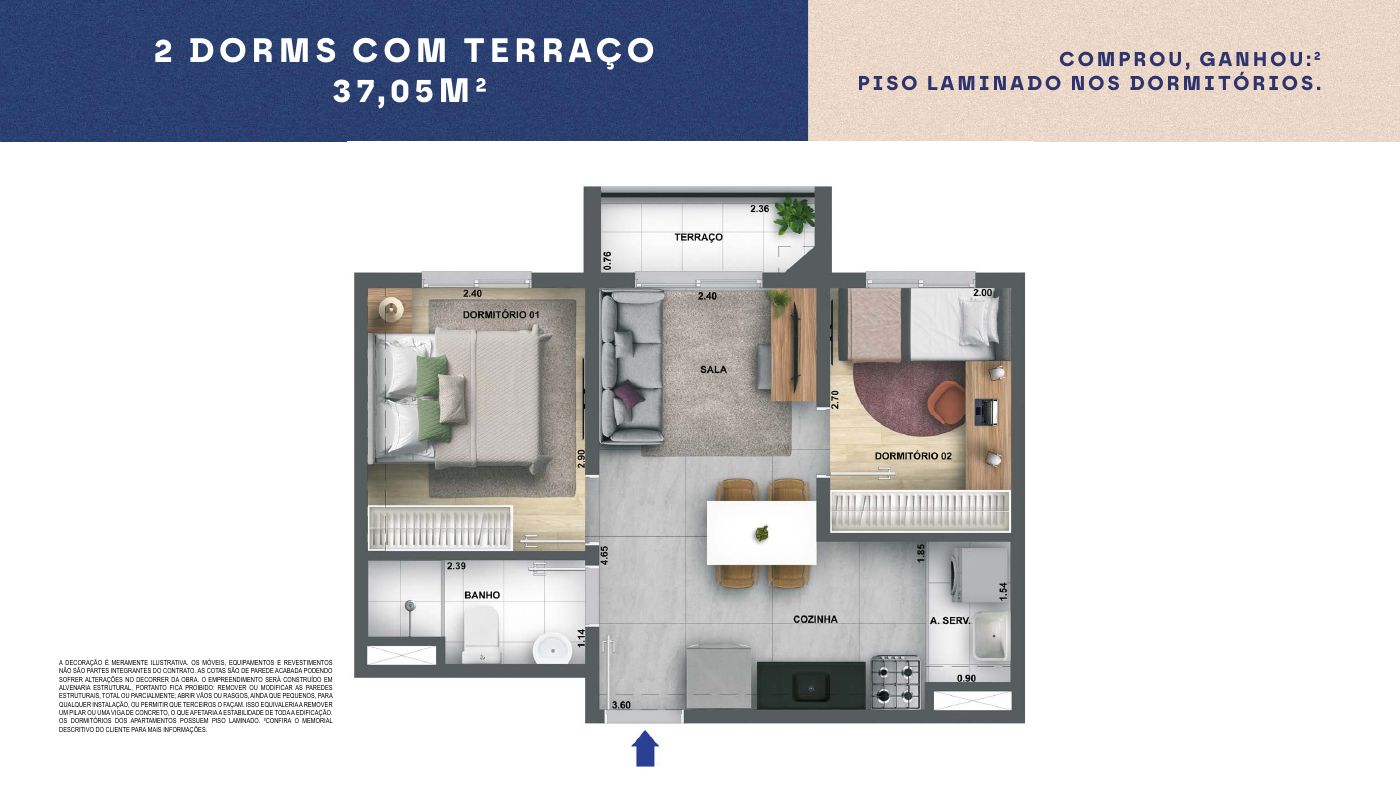 2 DORMS COM TERRAÇO
37,05M²
COMPROU, GANHOU:²
PISO LAMINADO NOS DORMITÓRIOS.
2.36
TERRAÇO
0.76
2.40
DORMITÓRIO 01
2.40
2.00
SALA
2.70
2.90
DORMITÓRIO 02
4.65
1.85
2.39
BANHO
1.54
COZINHA
A. SERV.
1.14
0.90
3.60
A DECORAÇÃO É MERAMENTE ILUSTRATIVA. OS MÓVEIS, EQUIPAMENTOS E REVESTIMENTOS
NÃO SÃO PARTES INTEGRANTES DO CONTRATO. AS COTAS SÃO DE PAREDE ACABADA PODENDO
SOFRER ALTERAÇÕES NO DECORRER DA OBRA. O EMPREENDIMENTO SERÁ CONSTRUÍDO EM
ALVENARIA ESTRUTURAL, PORTANTO FICA PROIBIDO: REMOVER OU MODIFICAR AS PAREDES
ESTRUTURAIS, TOTAL OU PARCIALMENTE; ABRIR VÃOS OU RASGOS, AINDA QUE PEQUENOS, PARA
QUALQUER INSTALAÇÃO, OU PERMITIR QUE TERCEIROS O FAÇAM. ISSO EQUIVALERIA A REMOVER
UM PILAR OU UMA VIGA DE CONCRETO, O QUE AFETARIA A ESTABILIDADE DE TODA A EDIFICAÇÃO.
OS DORMITÓRIOS DOS APARTAMENTOS POSSUEM PISO LAMINADO. ²CONFIRA O MEMORIAL
DESCRITIVO DO CLIENTE PARA MAIS INFORMAÇÕES.